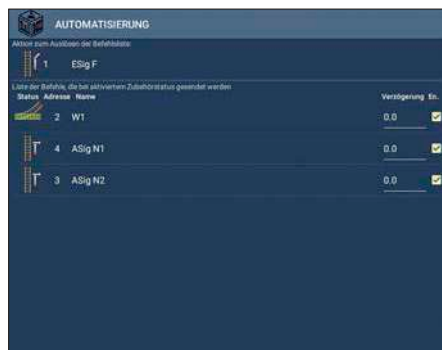 AUTOMATISIERUNG
Aktion zum Auslösen der Befehlsliste:
1 ESig F
Liste der Befehle, die bei aktiviertem Zubehörstatus gesendet werden
Status Adresse Name Verzögerung En.
2 W1 0.0
4 ASig N1 0.0
3 ASig N2 0.0